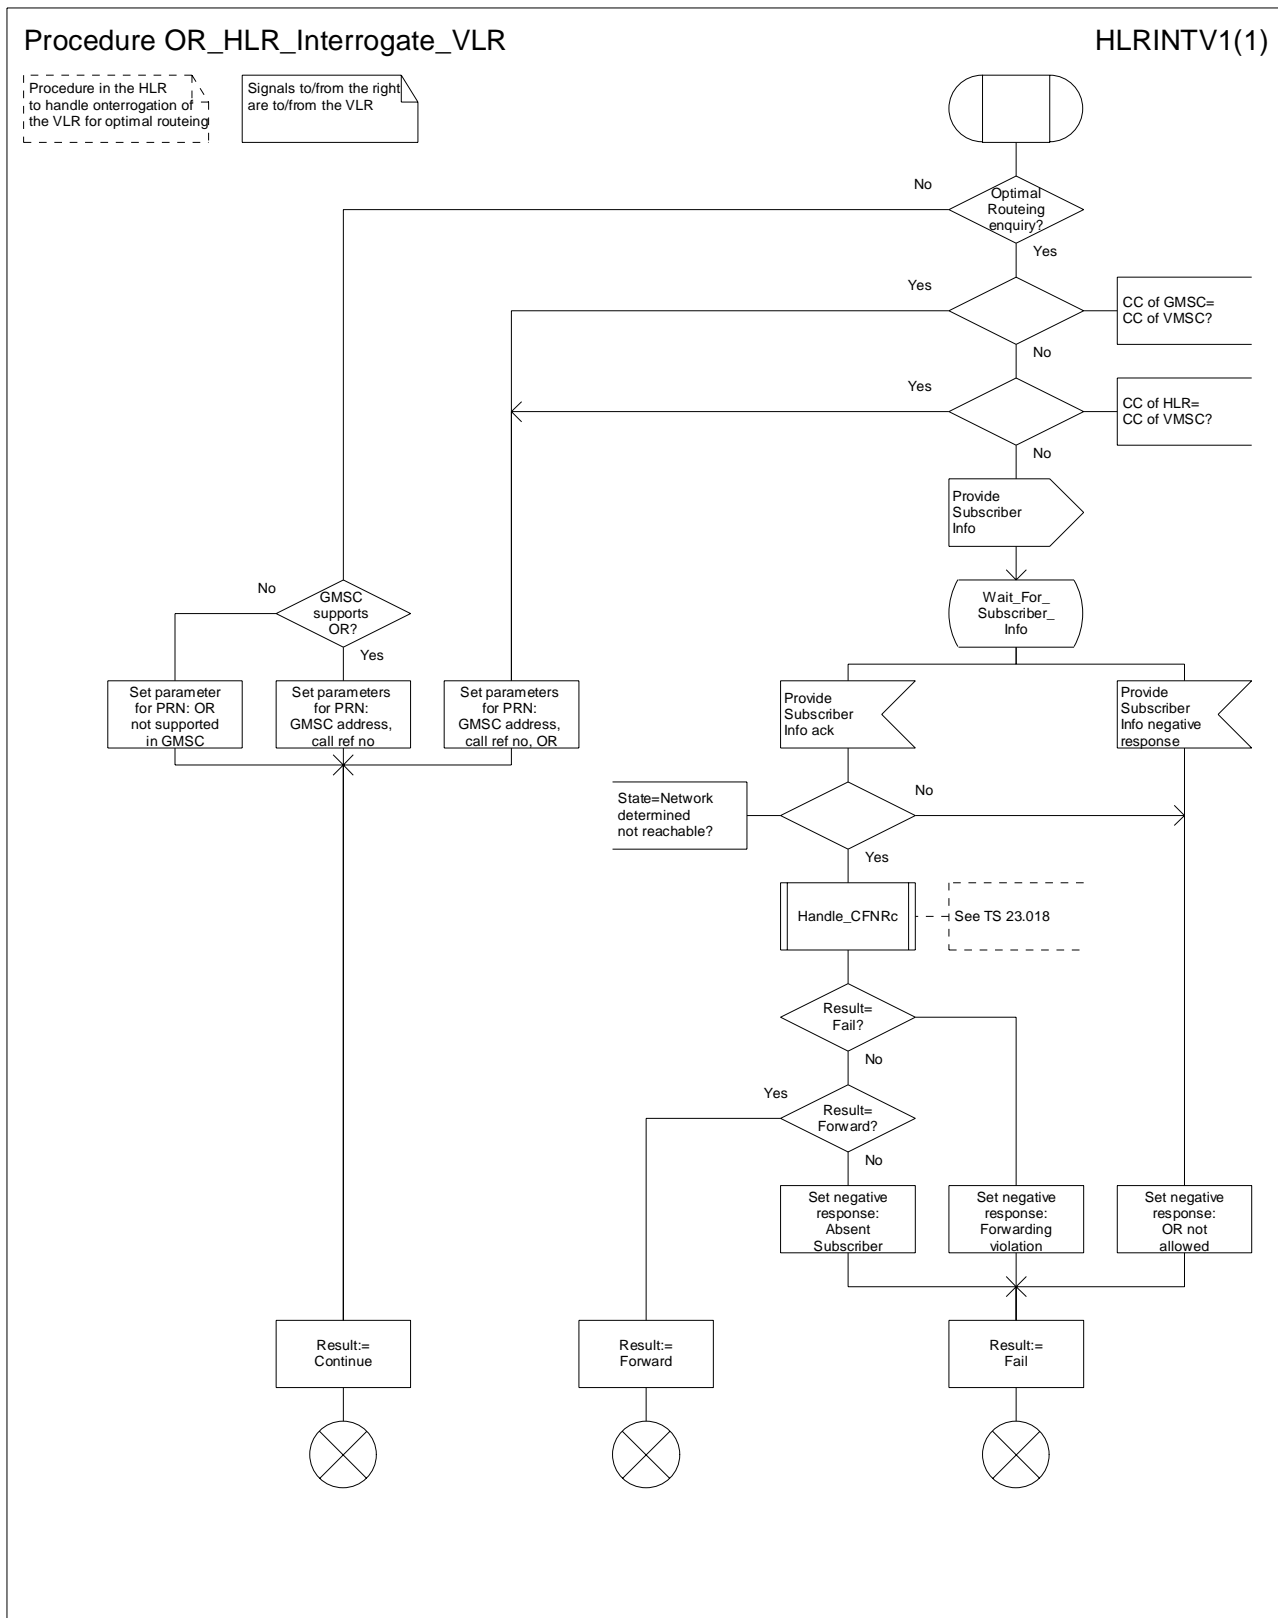 Procedure OR_HLR_Interrogate_VLR
HLRINTV1(1)
Procedure in the HLR
to handle onterrogation of
the VLR for optimal routeing
Signals to/from the right
are to/from the VLR
No
Optimal
Routeing
enquiry?
Yes
Yes
CC of GMSC=
CC of VMSC?
No
Yes
CC of HLR=
CC of VMSC?
No
Provide
Subscriber
Info
No
GMSC
supports
OR?
Yes
Wait_For_
Subscriber_
Info
Set parameter
for PRN: OR
not supported
in GMSC
Set parameters
for PRN:
GMSC address,
call ref no
Set parameters
for PRN:
GMSC address,
call ref no, OR
Provide
Subscriber
Info ack
Provide
Subscriber
Info negative
response
State=Network
determined
not reachable?
No
Yes
Handle_CFNRc
See TS 23.018
Result=
Fail?
No
Yes
Result=
Forward?
No
Set negative
response:
Absent
Subscriber
Set negative
response:
Forwarding
violation
Set negative
response:
OR not
allowed
Result:=
Continue
Result:=
Forward
Result:=
Fail